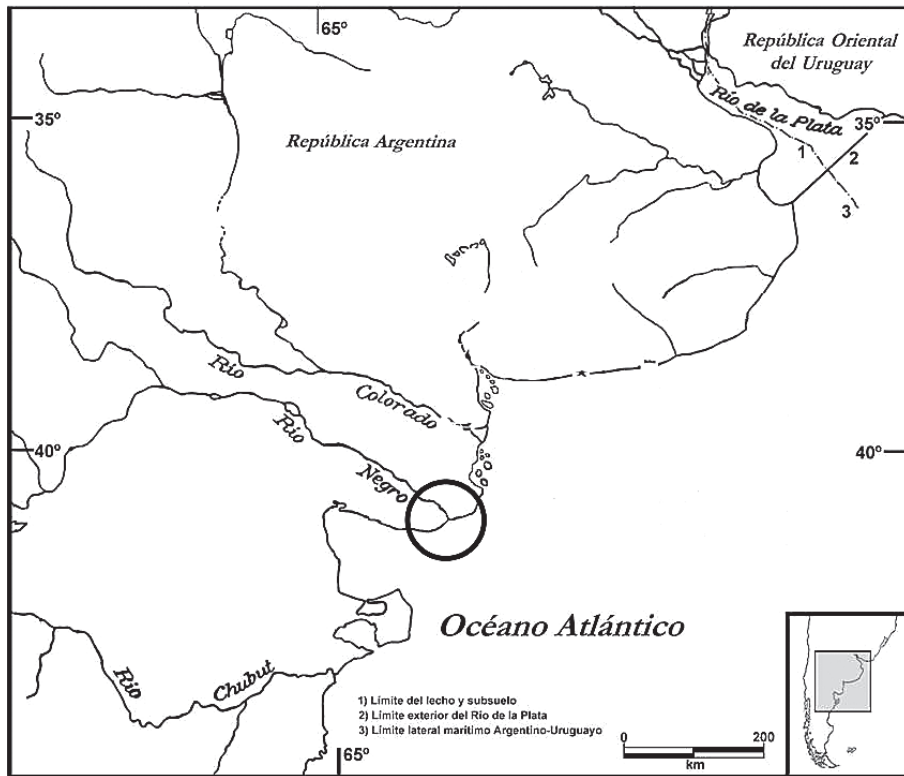 65º
República Oriental
del Uruguay
Río de la Plata
35º
35º
República Argentina
1
2
3
Río
Colorado
Río
Negro
40º
40º
Océano Atlántico
Río
Chubut
1) Límite del lecho y subsuelo
2) Límite exterior del Río de la Plata
3) Límite lateral marítimo Argentino-Uruguayo
0
200
km
65º